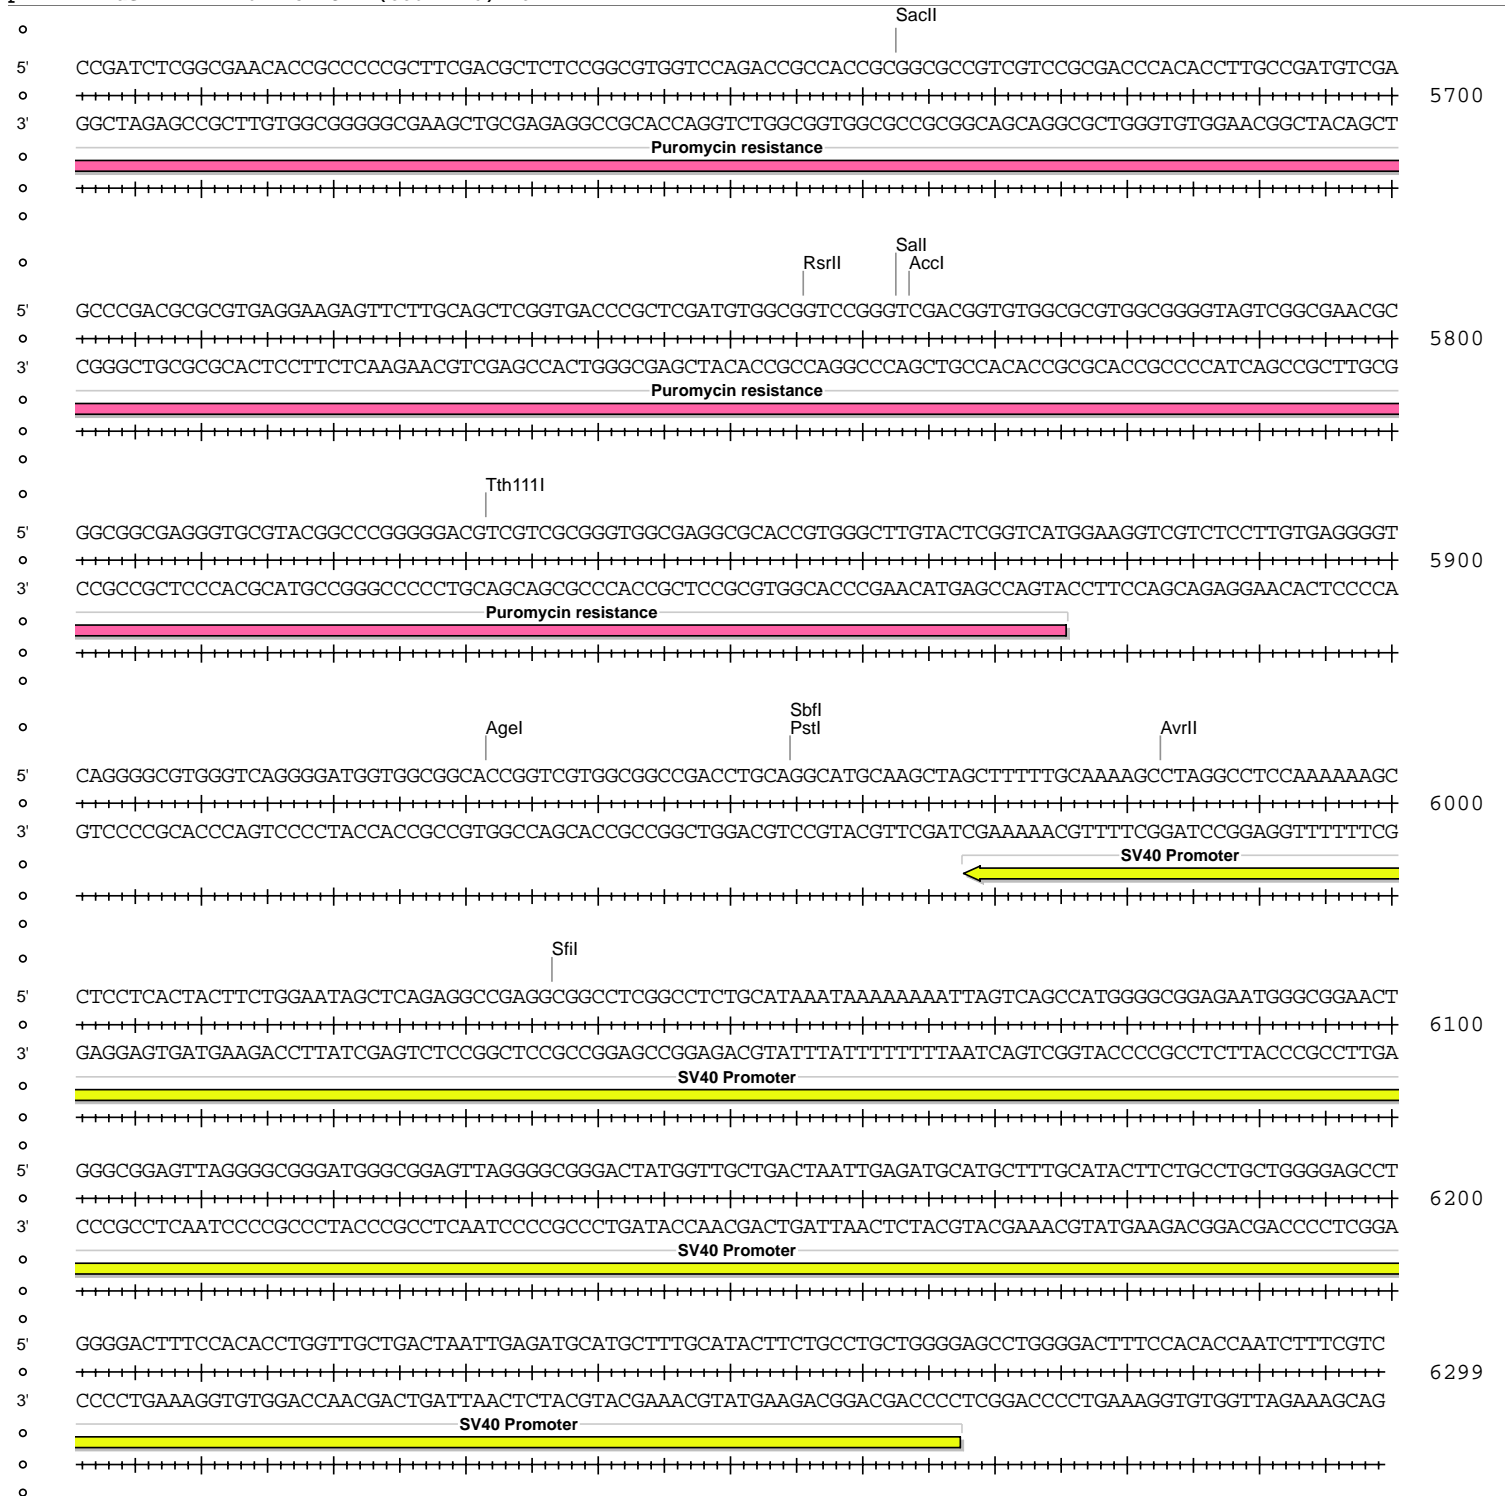 SacII
5' CCGATCTCGGCGAACACCGCCCCCGCTTCGACGCTCTCCGGCGTGGTCCAGACCGCCACCGCGGCGCCGTCGTCCGCGACCCACACCTTGCCGATGTCGA
5700
3' GGCTAGAGCCGCTTGTGGCGGGGGCGAAGCTGCGAGAGGCCGCACCAGGTCTGGCGGTGGCGCCGCGGCAGCAGGCGCTGGGTGTGGAACGGCTACAGCT
Puromycin resistance
SalI
RsrII AccI
5' GCCCGACGCGCGTGAGGAAGAGTTCTTGCAGCTCGGTGACCCGCTCGATGTGGCGGTCCGGGTCGACGGTGTGGCGCGTGGCGGGGTAGTCGGCGAACGC
5800
3' CGGGCTGCGCGCACTCCTTCTCAAGAACGTCGAGCCACTGGGCGAGCTACACCGCCAGGCCCAGCTGCCACACCGCGCACCGCCCCATCAGCCGCTTGCG
Puromycin resistance
Tth111I
5' GGCGGCGAGGGTGCGTACGGCCCGGGGGACGTCGTCGCGGGTGGCGAGGCGCACCGTGGGCTTGTACTCGGTCATGGAAGGTCGTCTCCTTGTGAGGGGT
5900
3' CCGCCGCTCCCACGCATGCCGGGCCCCCTGCAGCAGCGCCCACCGCTCCGCGTGGCACCCGAACATGAGCCAGTACCTTCCAGCAGAGGAACACTCCCCA
Puromycin resistance
SbfI
AgeI PstI AvrII
5' CAGGGGCGTGGGTCAGGGGATGGTGGCGGCACCGGTCGTGGCGGCCGACCTGCAGGCATGCAAGCTAGCTTTTTGCAAAAGCCTAGGCCTCCAAAAAAGC
6000
3' GTCCCCGCACCCAGTCCCCTACCACCGCCGTGGCCAGCACCGCCGGCTGGACGTCCGTACGTTCGATCGAAAAACGTTTTCGGATCCGGAGGTTTTTTCG
SV40 Promoter
SfiI
5' CTCCTCACTACTTCTGGAATAGCTCAGAGGCCGAGGCGGCCTCGGCCTCTGCATAAATAAAAAAAATTAGTCAGCCATGGGGCGGAGAATGGGCGGAACT
6100
3' GAGGAGTGATGAAGACCTTATCGAGTCTCCGGCTCCGCCGGAGCCGGAGACGTATTTATTTTTTTTAATCAGTCGGTACCCCGCCTCTTACCCGCCTTGA
SV40 Promoter
5' GGGCGGAGTTAGGGGCGGGATGGGCGGAGTTAGGGGCGGGACTATGGTTGCTGACTAATTGAGATGCATGCTTTGCATACTTCTGCCTGCTGGGGAGCCT
6200
3' CCCGCCTCAATCCCCGCCCTACCCGCCTCAATCCCCGCCCTGATACCAACGACTGATTAACTCTACGTACGAAACGTATGAAGACGGACGACCCCTCGGA
SV40 Promoter
5' GGGGACTTTCCACACCTGGTTGCTGACTAATTGAGATGCATGCTTTGCATACTTCTGCCTGCTGGGGAGCCTGGGGACTTTCCACACCAATCTTTCGTC
6299
3' CCCCTGAAAGGTGTGGACCAACGACTGATTAACTCTACGTACGAAACGTATGAAGACGGACGACCCCTCGGACCCCTGAAAGGTGTGGTTAGAAAGCAG
SV40 Promoter